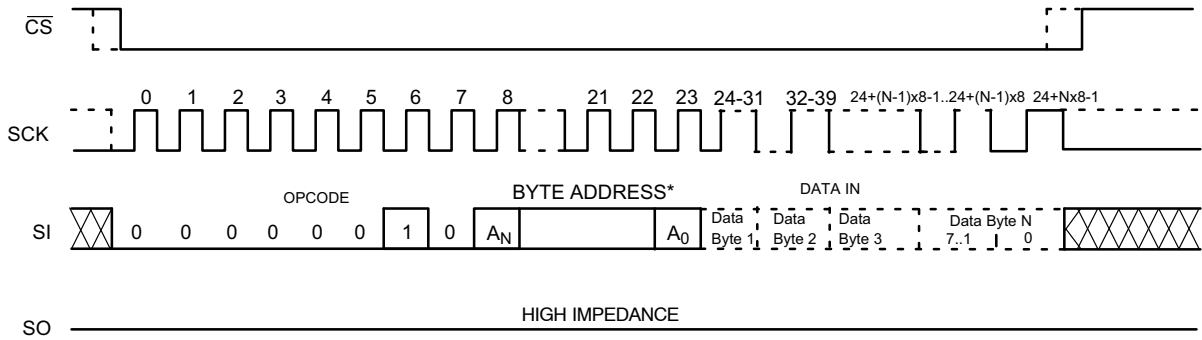 CS
0 1 2 3 4 5 6 7 8 21 22 23 24-31 32-39 24+(N-1)x8-1..24+(N-1)x8 24+Nx8-1
SCK
OPCODE BYTE ADDRESS* DATA IN
SI 0 0 0 0 0 0 1 0 AN A0 Data Byte 1 Data Byte 2 Data Byte 3 Data Byte N 7..1 0
HIGH IMPEDANCE
SO